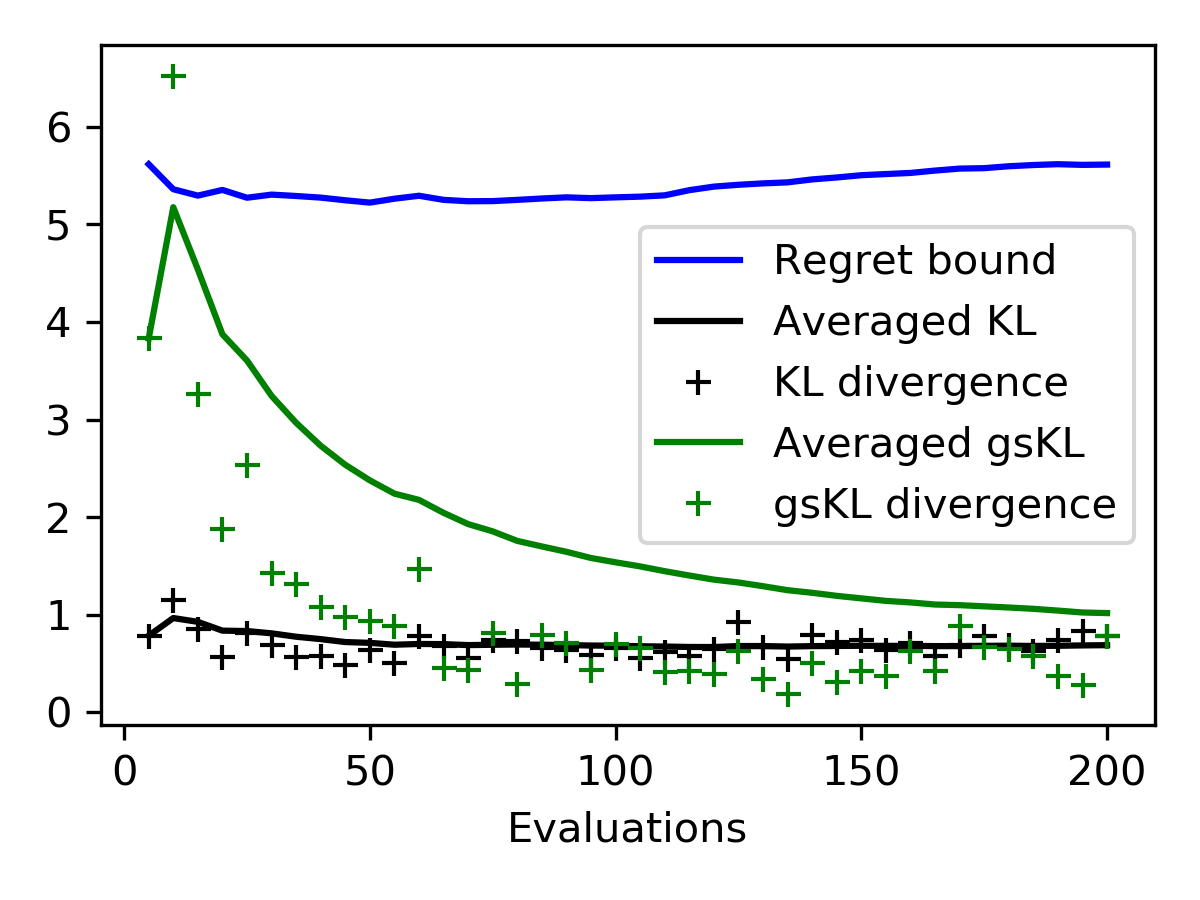 6
5
4
3
2
1
0
Regret bound
Averaged KL
KL divergence
Averaged gsKL
gsKL divergence
0 50 100 150 200
Evaluations